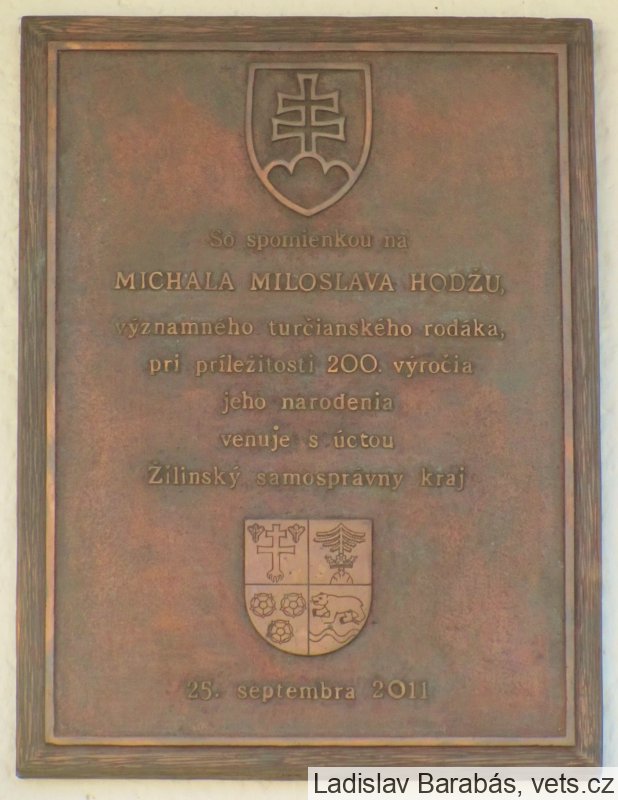 So spomienkou na
MICHALA MILOSLAVA HODŽU,
významného turčianského rodáka,
pri príležitosti 200. výročia
jeho narodenia
venuje s úctou
Žilinský samosprávny kraj
25. septembra 2011
Ladislav Barabás, vets.cz